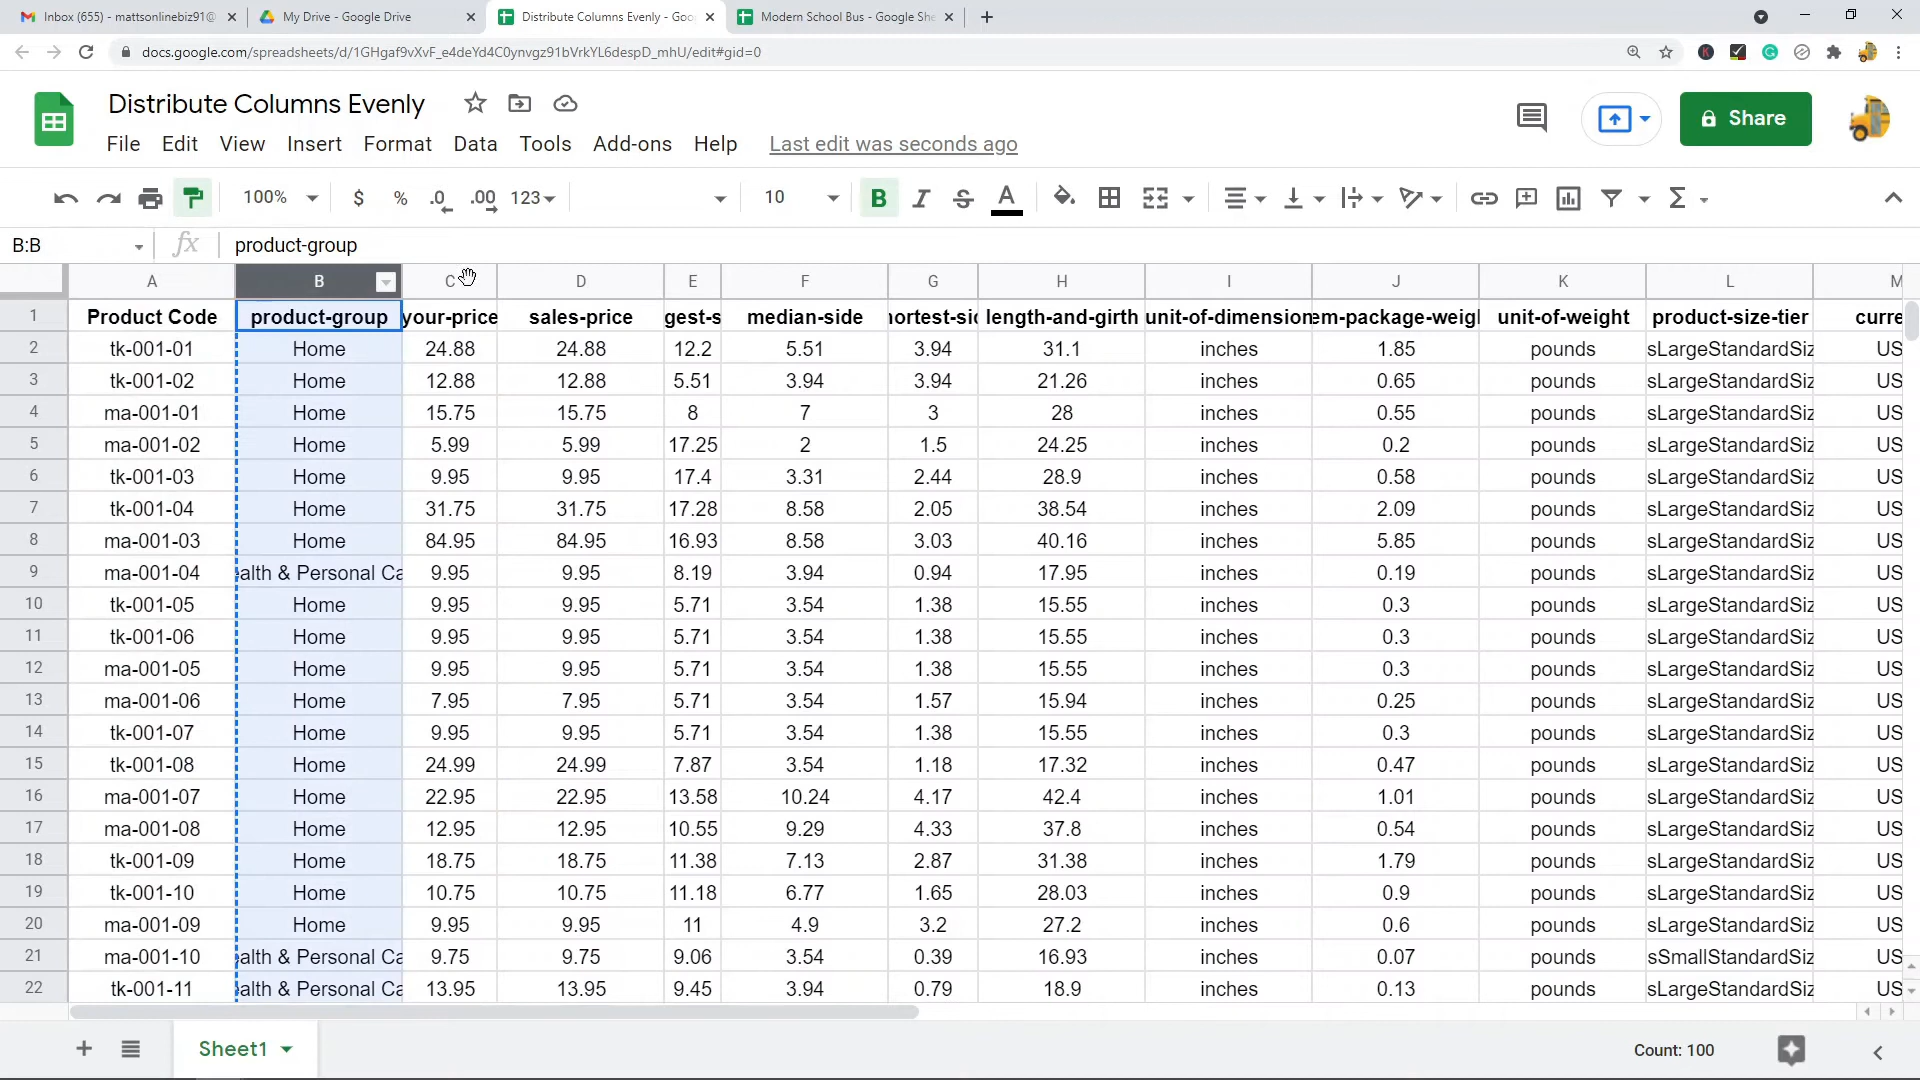 Inbox (655) - mattsonlinebiz91@ My Drive - Google Drive Distribute Columns Evenly - Goo Modern School Bus - Google She
docs.google.com/spreadsheets/d/1GHgaf9vXvF_e4deYd4C0ynvgz91bVrkYL6despD_mhU/edit#gid=0
Distribute Columns Evenly
Share
File Edit View Insert Format Data Tools Add-ons Help Last edit was seconds ago
100% $ % .0 .00 123 10 B I S A Σ
B:B fx product-group
A B C D E F G H I J K L M
1 Product Code product-group your-price sales-price gest-s median-side hortest-sid length-and-girth unit-of-dimension em-package-weigh unit-of-weight product-size-tier curre
2 tk-001-01 Home 24.88 24.88 12.2 5.51 3.94 31.1 inches 1.85 pounds sLargeStandardSiz US
3 tk-001-02 Home 12.88 12.88 5.51 3.94 3.94 21.26 inches 0.65 pounds sLargeStandardSiz US
4 ma-001-01 Home 15.75 15.75 8 7 3 28 inches 0.55 pounds sLargeStandardSiz US
5 ma-001-02 Home 5.99 5.99 17.25 2 1.5 24.25 inches 0.2 pounds sLargeStandardSiz US
6 tk-001-03 Home 9.95 9.95 17.4 3.31 2.44 28.9 inches 0.58 pounds sLargeStandardSiz US
7 tk-001-04 Home 31.75 31.75 17.28 8.58 2.05 38.54 inches 2.09 pounds sLargeStandardSiz US
8 ma-001-03 Home 84.95 84.95 16.93 8.58 3.03 40.16 inches 5.85 pounds sLargeStandardSiz US
9 ma-001-04 ealth & Personal Ca 9.95 9.95 8.19 3.94 0.94 17.95 inches 0.19 pounds sLargeStandardSiz US
10 tk-001-05 Home 9.95 9.95 5.71 3.54 1.38 15.55 inches 0.3 pounds sLargeStandardSiz US
11 tk-001-06 Home 9.95 9.95 5.71 3.54 1.38 15.55 inches 0.3 pounds sLargeStandardSiz US
12 ma-001-05 Home 9.95 9.95 5.71 3.54 1.38 15.55 inches 0.3 pounds sLargeStandardSiz US
13 ma-001-06 Home 7.95 7.95 5.71 3.54 1.57 15.94 inches 0.25 pounds sLargeStandardSiz US
14 tk-001-07 Home 9.95 9.95 5.71 3.54 1.38 15.55 inches 0.3 pounds sLargeStandardSiz US
15 tk-001-08 Home 24.99 24.99 7.87 3.54 1.18 17.32 inches 0.47 pounds sLargeStandardSiz US
16 ma-001-07 Home 22.95 22.95 13.58 10.24 4.17 42.4 inches 1.01 pounds sLargeStandardSiz US
17 ma-001-08 Home 12.95 12.95 10.55 9.29 4.33 37.8 inches 0.54 pounds sLargeStandardSiz US
18 tk-001-09 Home 18.75 18.75 11.38 7.13 2.87 31.38 inches 1.79 pounds sLargeStandardSiz US
19 tk-001-10 Home 10.75 10.75 11.18 6.77 1.65 28.03 inches 0.9 pounds sLargeStandardSiz US
20 ma-001-09 Home 9.95 9.95 11 4.9 3.2 27.2 inches 0.6 pounds sLargeStandardSiz US
21 ma-001-10 ealth & Personal Ca 9.75 9.75 9.06 3.54 0.39 16.93 inches 0.07 pounds sSmallStandardSiz US
22 tk-001-11 ealth & Personal Ca 13.95 13.95 9.45 3.94 0.79 18.9 inches 0.13 pounds sLargeStandardSiz US
Sheet1 Count: 100